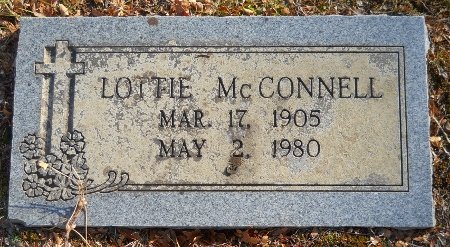 LOTTIE McCONNELL
MAR. 17, 1905
MAY 2, 1980